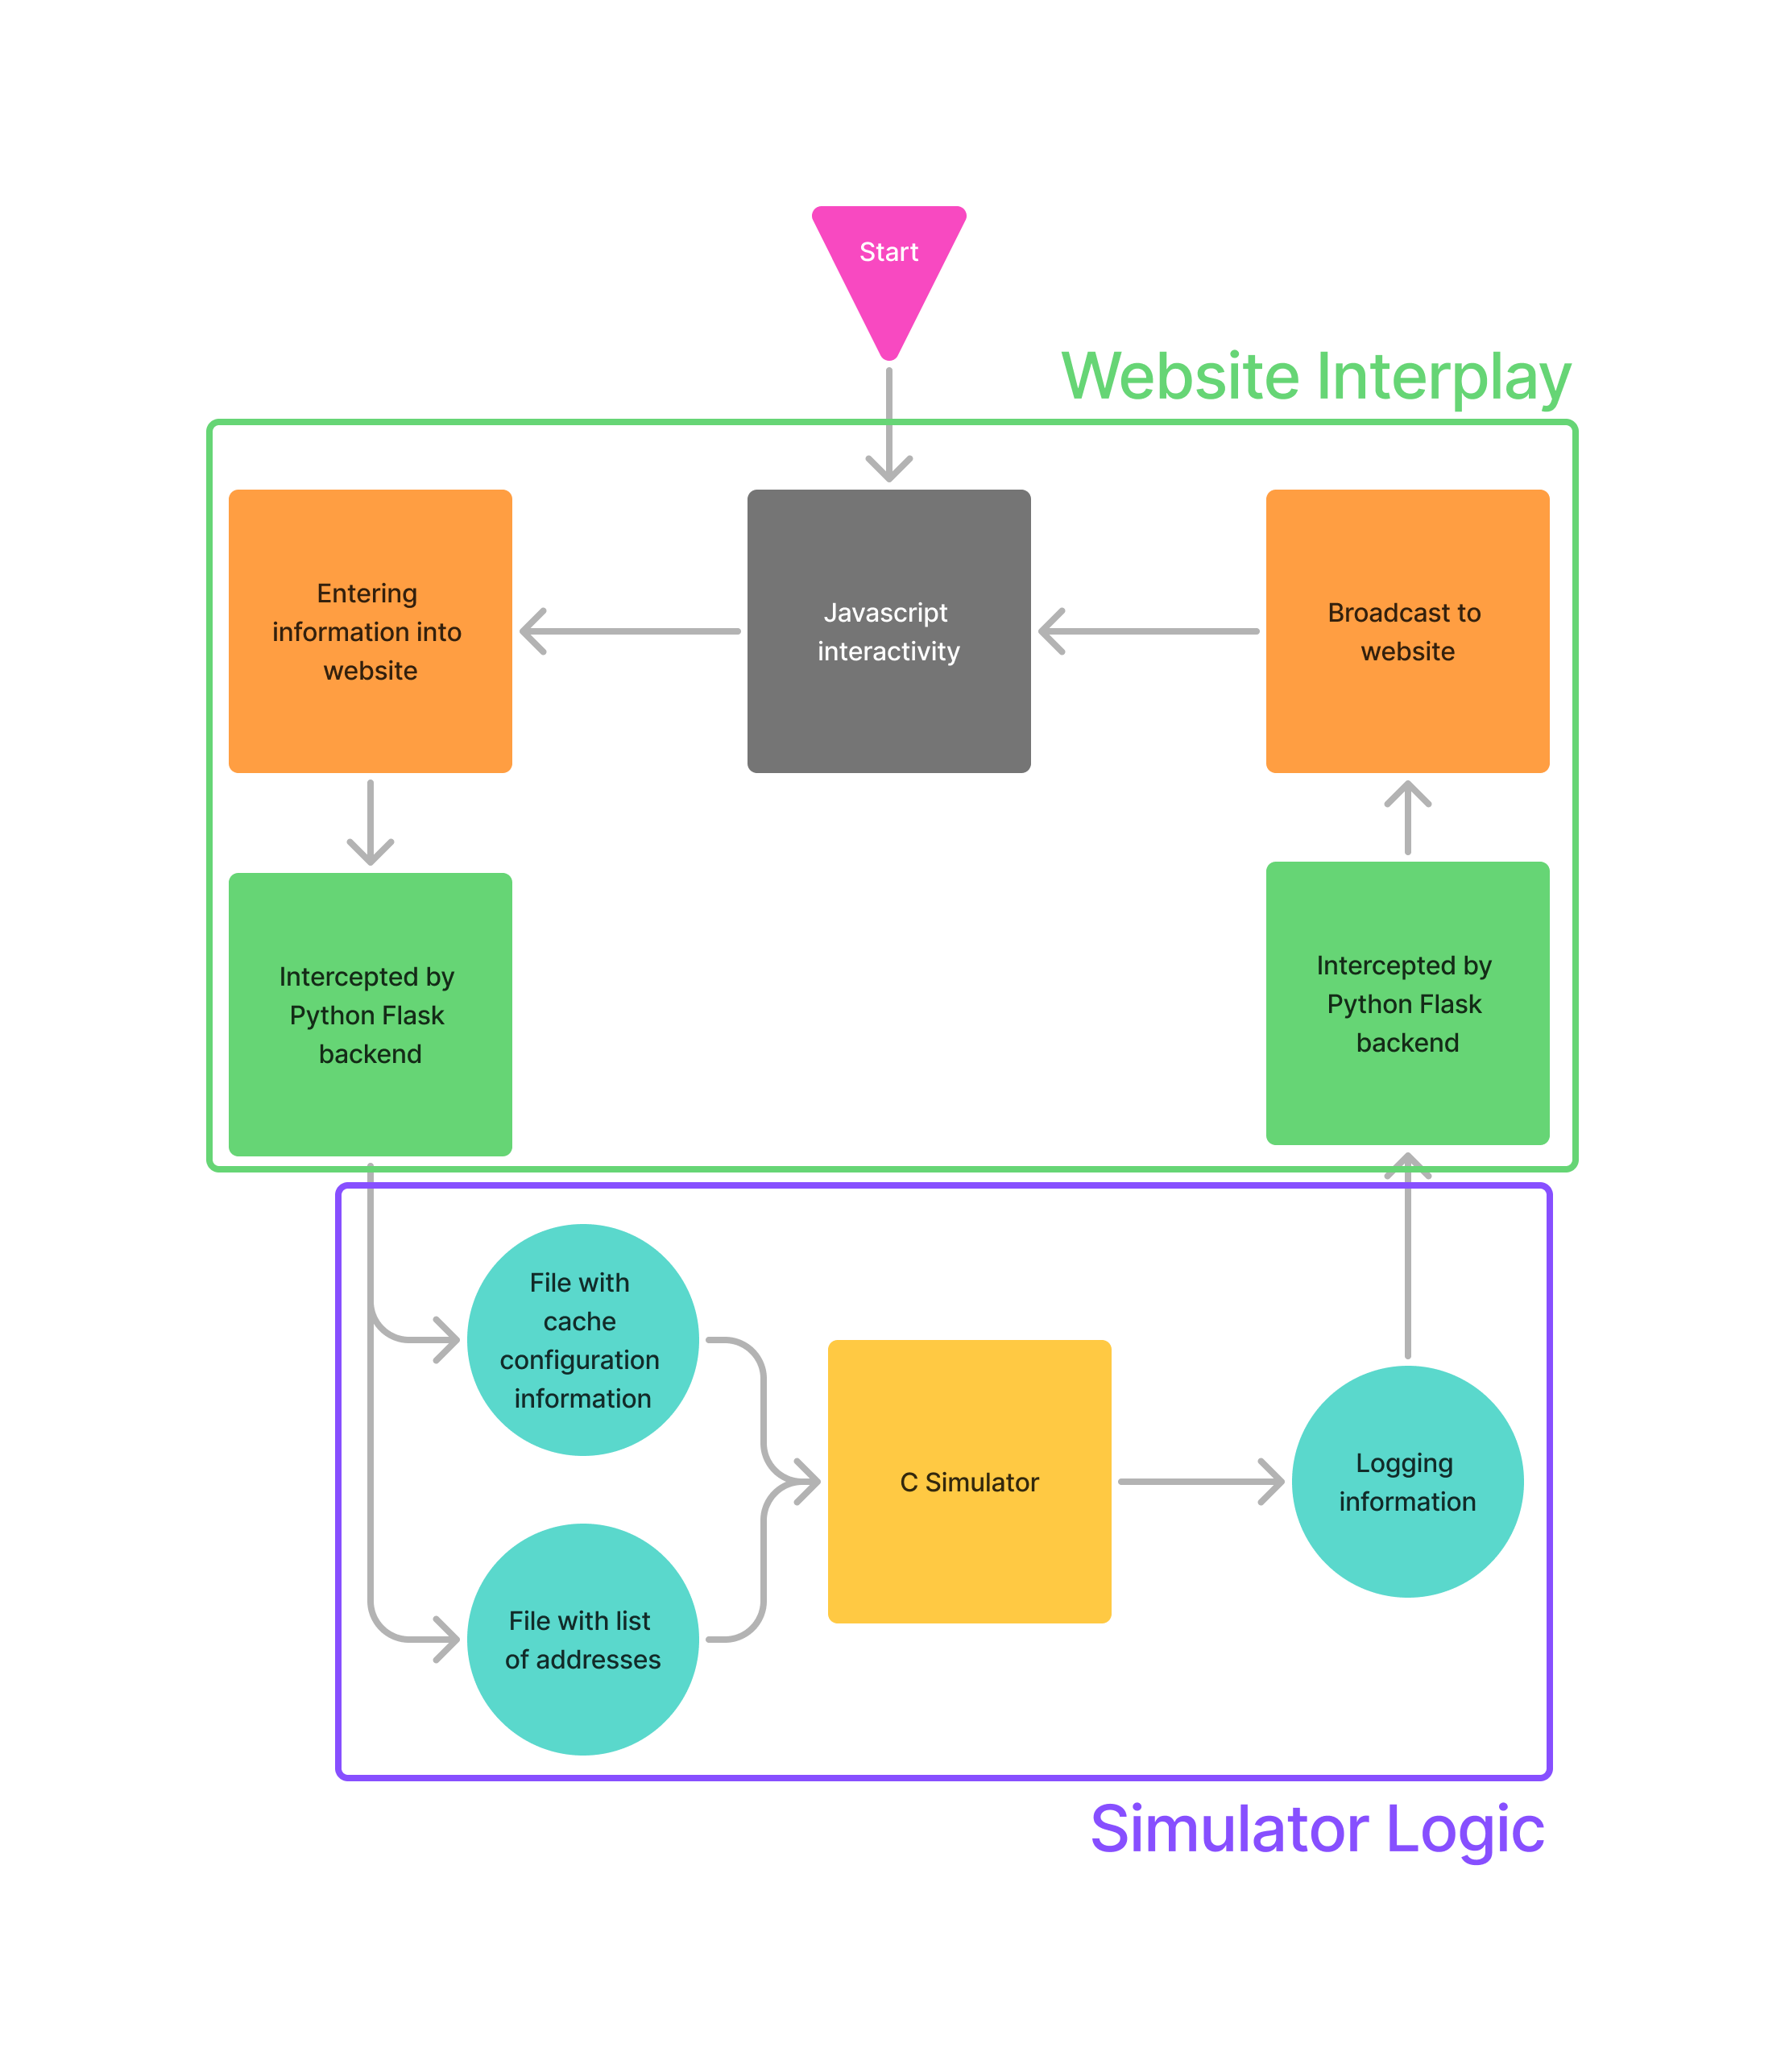 Start
Website Interplay
Entering
information into
website
Javascript
interactivity
Broadcast to
website
Intercepted by
Python Flask
backend
Intercepted by
Python Flask
backend
File with
cache
configuration
information
C Simulator
Logging
information
File with list
of addresses
Simulator Logic